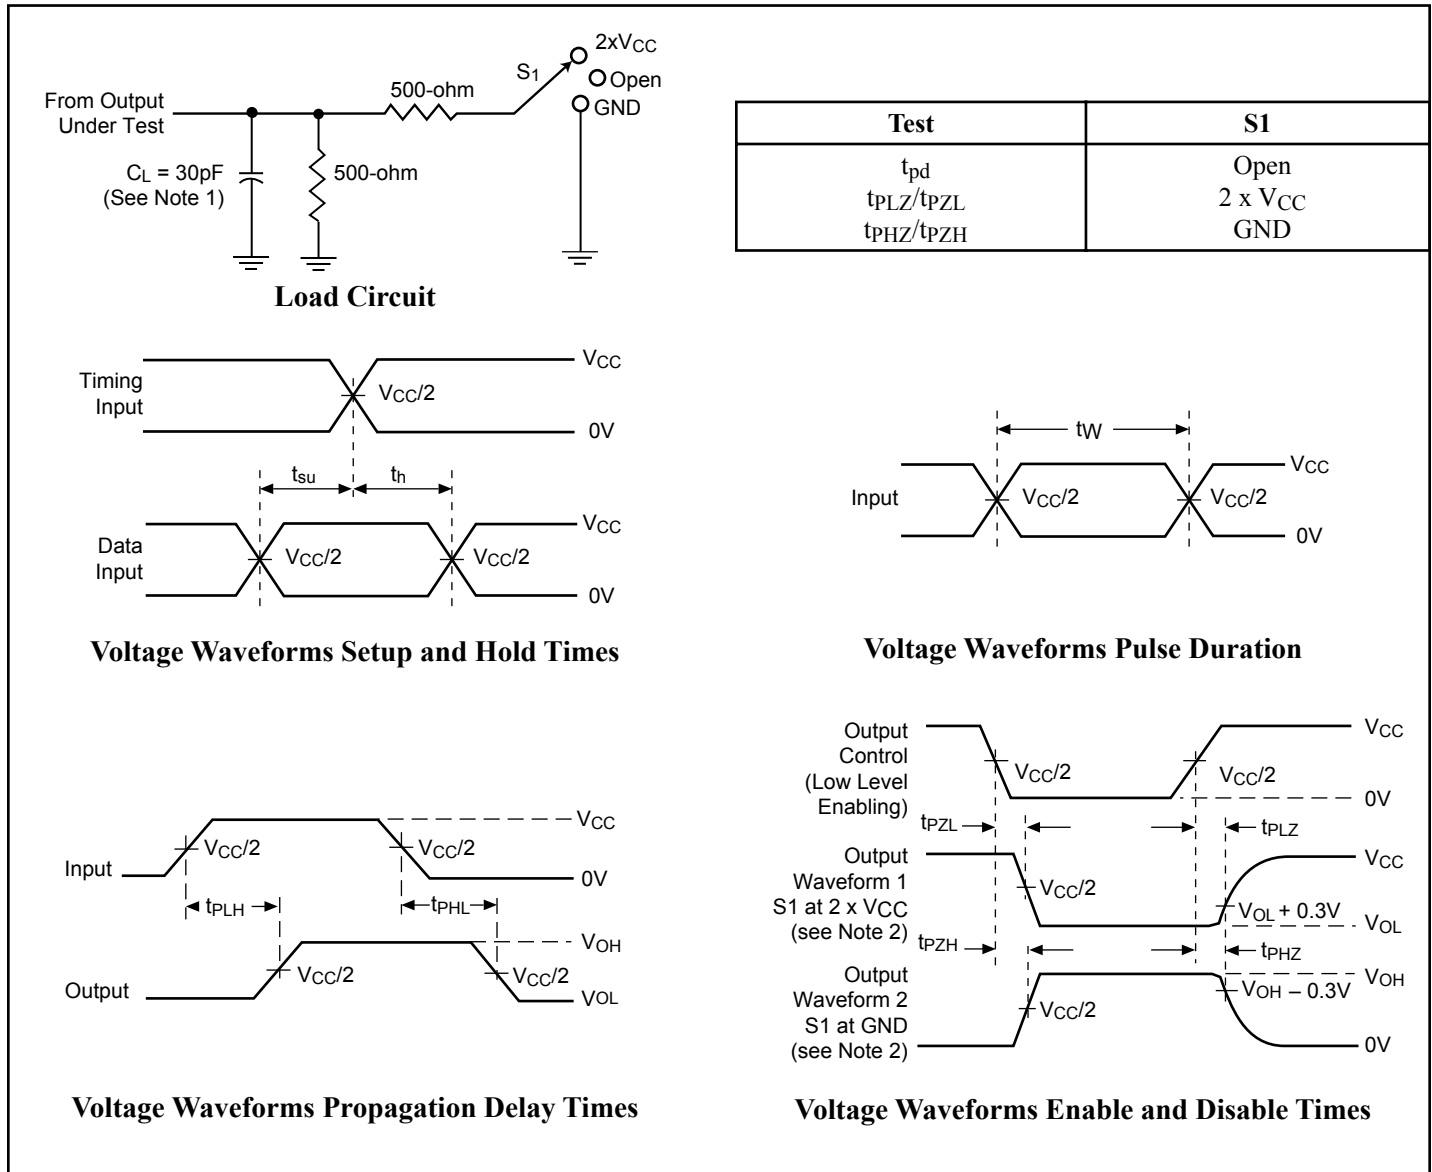 2xVCC
S1
Open
GND
500-ohm
From Output
Under Test
CL = 30pF
(See Note 1)
500-ohm
Load Circuit
Test S1
tpd Open
tPLZ/tPZL 2 x VCC
tPHZ/tPZH GND
Timing
Input
VCC
VCC/2
0V
tsu
th
Data
Input
VCC
VCC/2
VCC/2
0V
Voltage Waveforms Setup and Hold Times
tW
Input
VCC
VCC/2
VCC/2
0V
Voltage Waveforms Pulse Duration
Input
VCC
VCC/2
VCC/2
0V
tPLH
tPHL
Output
VOH
VCC/2
VCC/2
VOL
Voltage Waveforms Propagation Delay Times
Output
Control
(Low Level
Enabling)
VCC
VCC/2
VCC/2
0V
tPZL
tPLZ
Output
Waveform 1
S1 at 2 x VCC
(see Note 2)
VCC
VCC/2
VOL + 0.3V
VOL
tPZH
tPHZ
Output
Waveform 2
S1 at GND
(see Note 2)
VOH
VOH – 0.3V
VCC/2
0V
Voltage Waveforms Enable and Disable Times